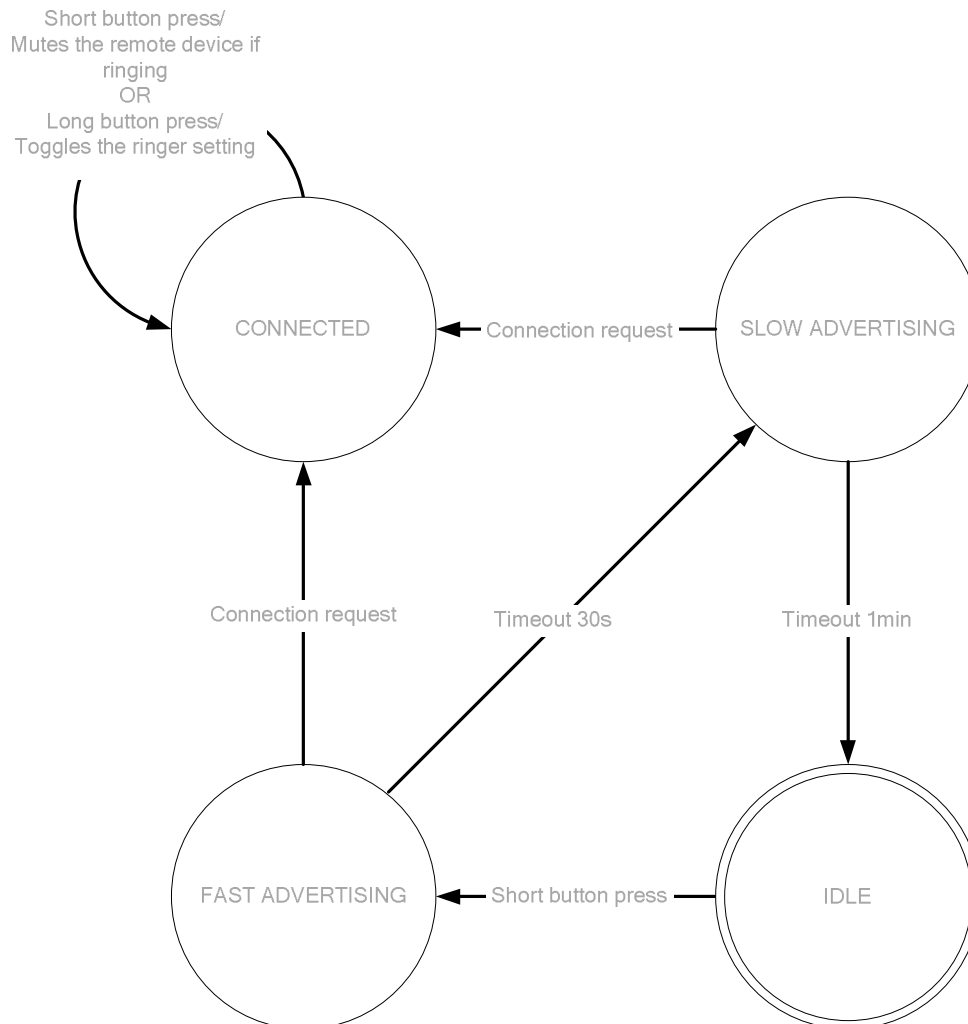 Short button press/
Mutes the remote device if
ringing
OR
Long button press/
Toggles the ringer setting
CONNECTED
Connection request
SLOW ADVERTISING
Connection request
Timeout 30s
Timeout 1min
FAST ADVERTISING
Short button press
IDLE